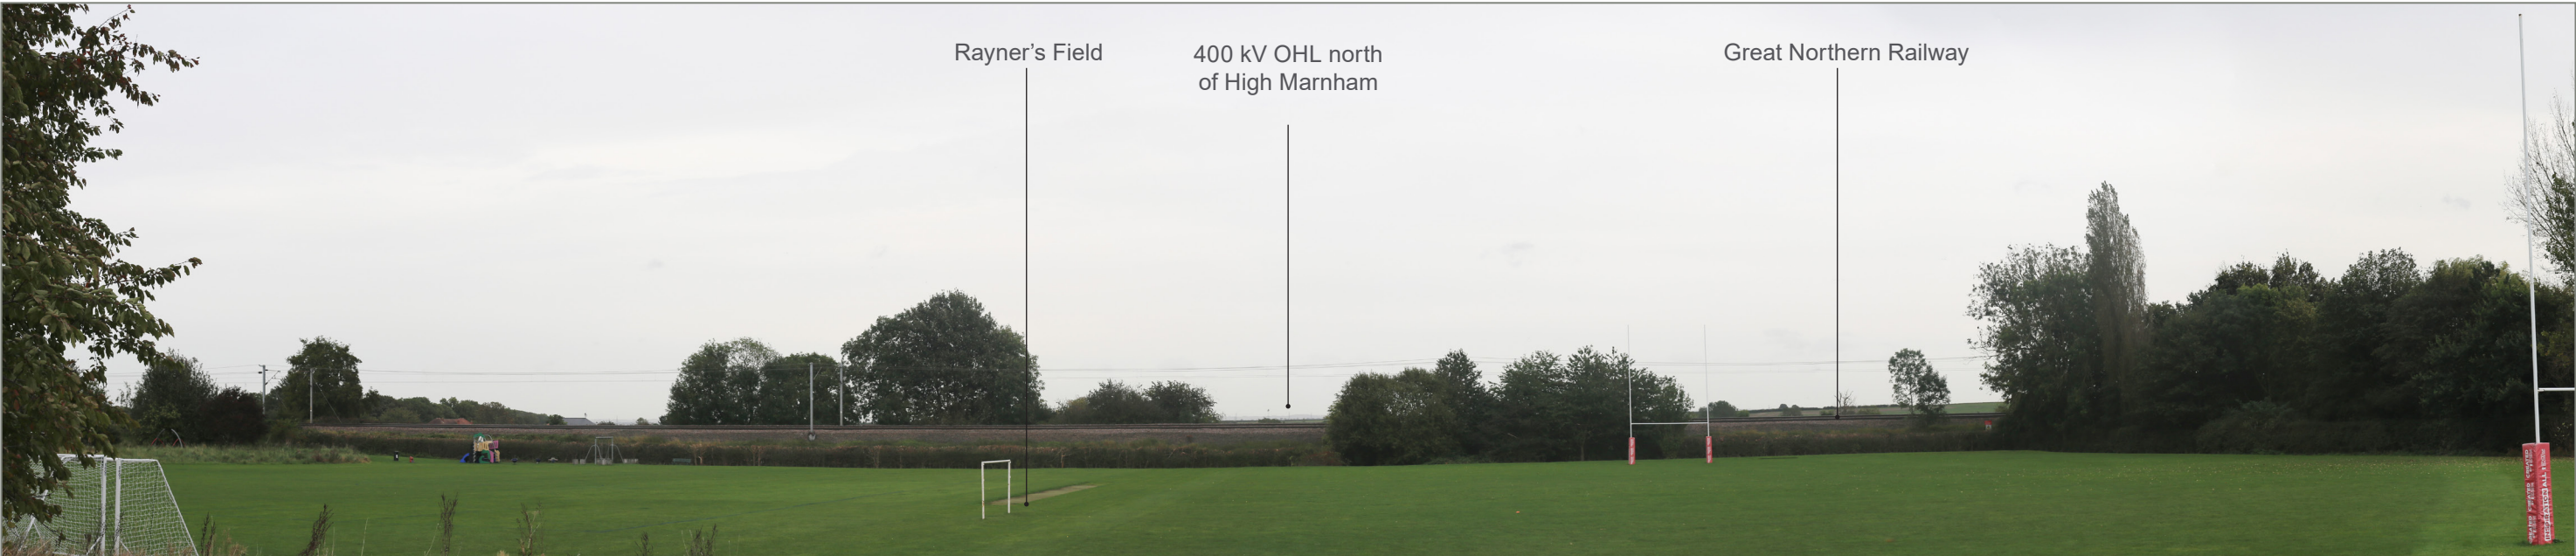 Rayner’s Field
400 kV OHL north
of High Marnham
Great Northern Railway